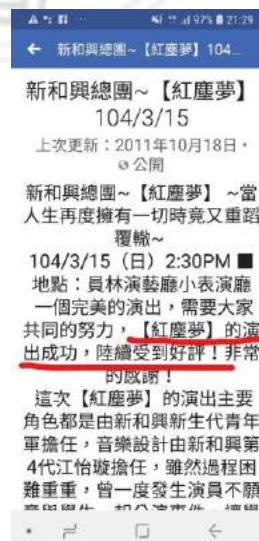 97% 21:29
← 新和興總團~【紅塵夢】104...
新和興總團~【紅塵夢】
104/3/15
上次更新：2011年10月18日·
公開
新和興總團~【紅塵夢】~當
人生再度擁有一切時竟又重蹈
覆轍~
104/3/15（日）2:30PM ■
地點：員林演藝廳小表演廳
一個完美的演出，需要大家
共同的努力，【紅塵夢】的演
出成功，陸續受到好評！非常
的感謝！
這次【紅塵夢】的演出主要
角色都是由新和興新生代青年
軍擔任，音樂設計由新和興第
4代江怡璇擔任，雖然過程困
難重重，曾一度發生演員不願